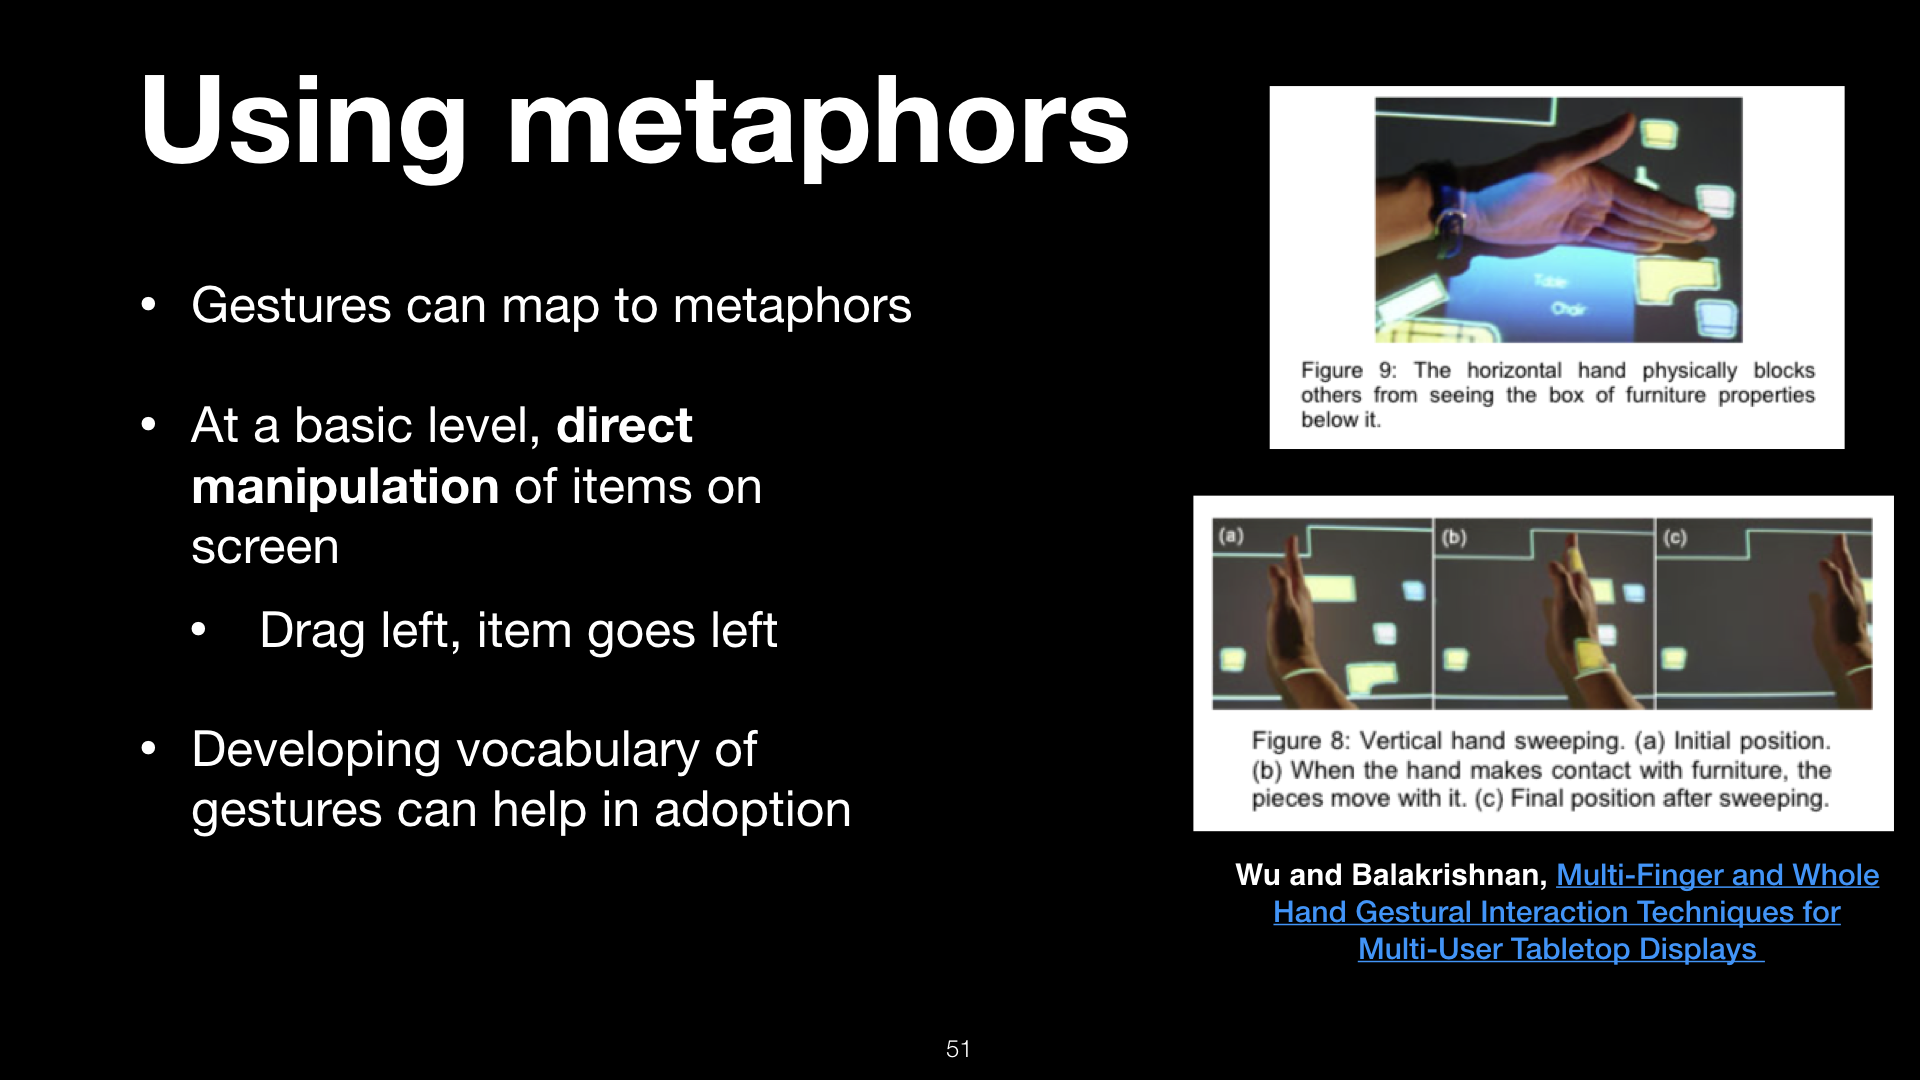 Using metaphors
• Gestures can map to metaphors
• At a basic level, direct
manipulation of items on
screen
• Drag left, item goes left
• Developing vocabulary of
gestures can help in adoption
Table
Chair
Figure 9: The horizontal hand physically blocks
others from seeing the box of furniture properties
below it.
(a) (b) (c)
Figure 8: Vertical hand sweeping. (a) Initial position.
(b) When the hand makes contact with furniture, the
pieces move with it. (c) Final position after sweeping.
Wu and Balakrishnan, Multi-Finger and Whole
Hand Gestural Interaction Techniques for
Multi-User Tabletop Displays
51